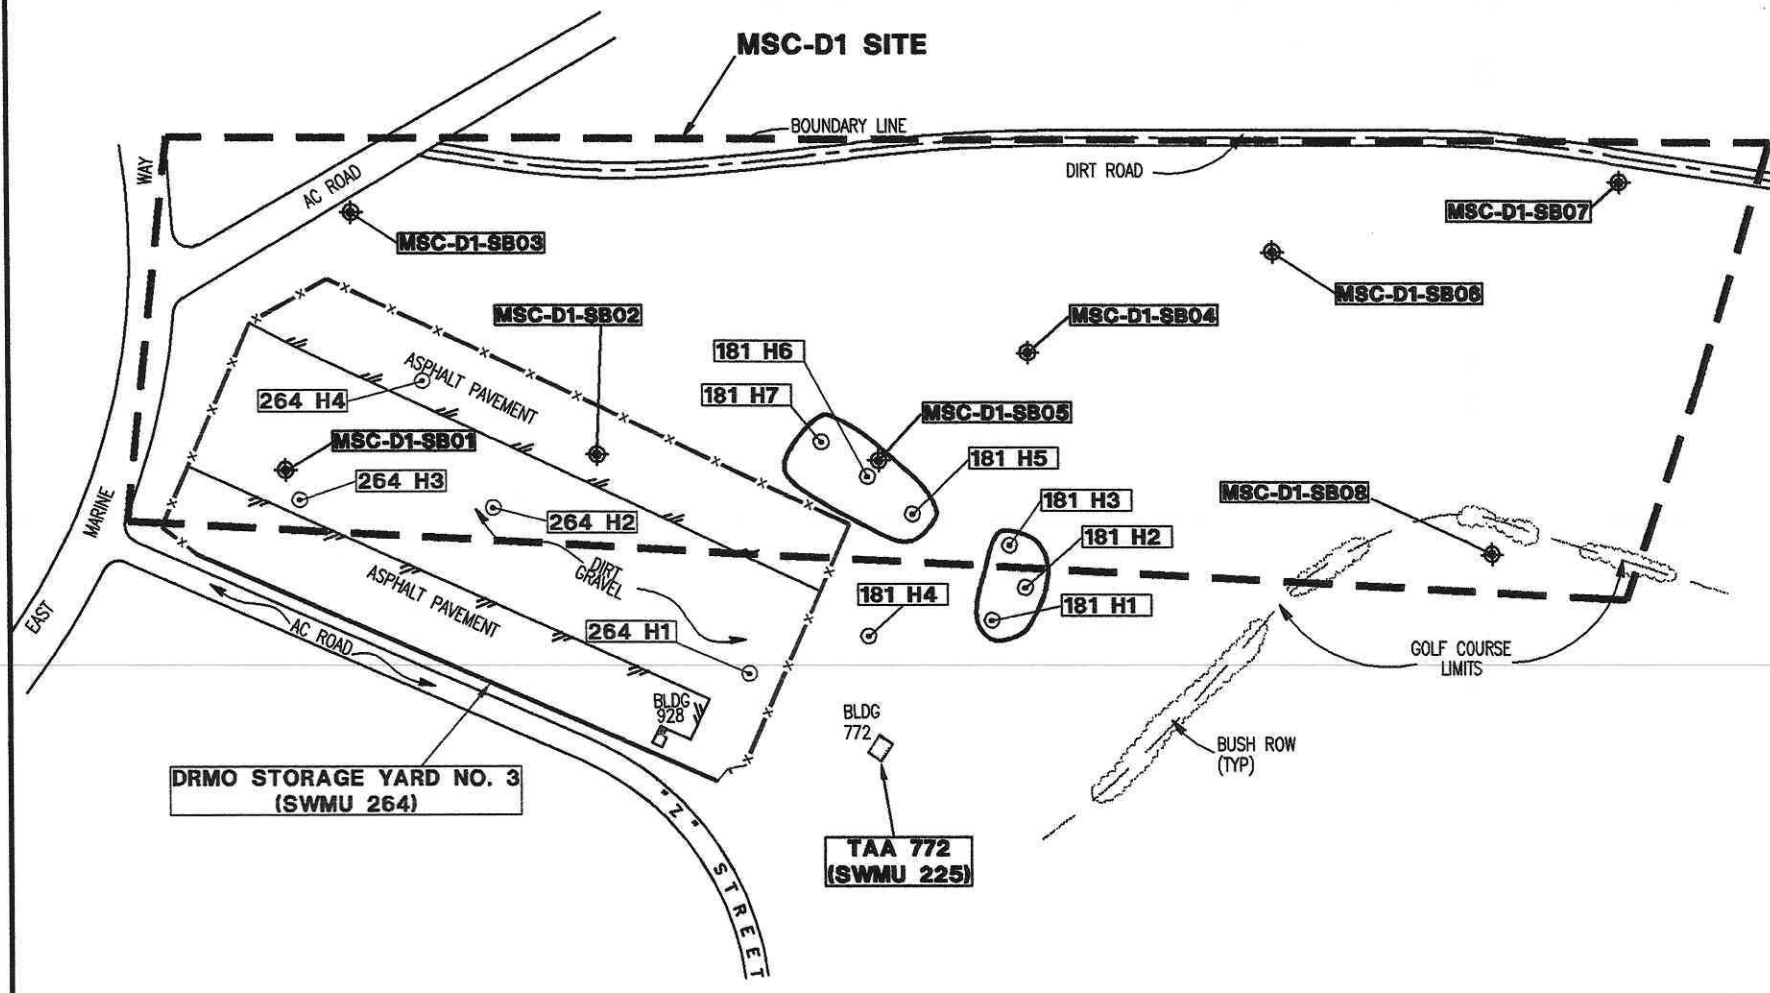 MSC-D1 SITE
BOUNDARY LINE
WAY
AC ROAD
DIRT ROAD
MSC-D1-SB07
MSC-D1-SB03
MSC-D1-SB06
MSC-D1-SB02
MSC-D1-SB04
181 H6
ASPHALT PAVEMENT
181 H7
264 H4
MSC-D1-SB05
MSC-D1-SB01
181 H5
264 H3
MSC-D1-SB08
181 H3
MARINE
264 H2
181 H2
DIRT
GRAVEL
ASPHALT PAVEMENT
181 H4
181 H1
EAST
AC ROAD
264 H1
GOLF COURSE
LIMITS
BLDG
928
BLDG
772
BUSH ROW
(TYP)
DRMO STORAGE YARD NO. 3
(SWMU 264)
"Z" STREET
TAA 772
(SWMU 225)